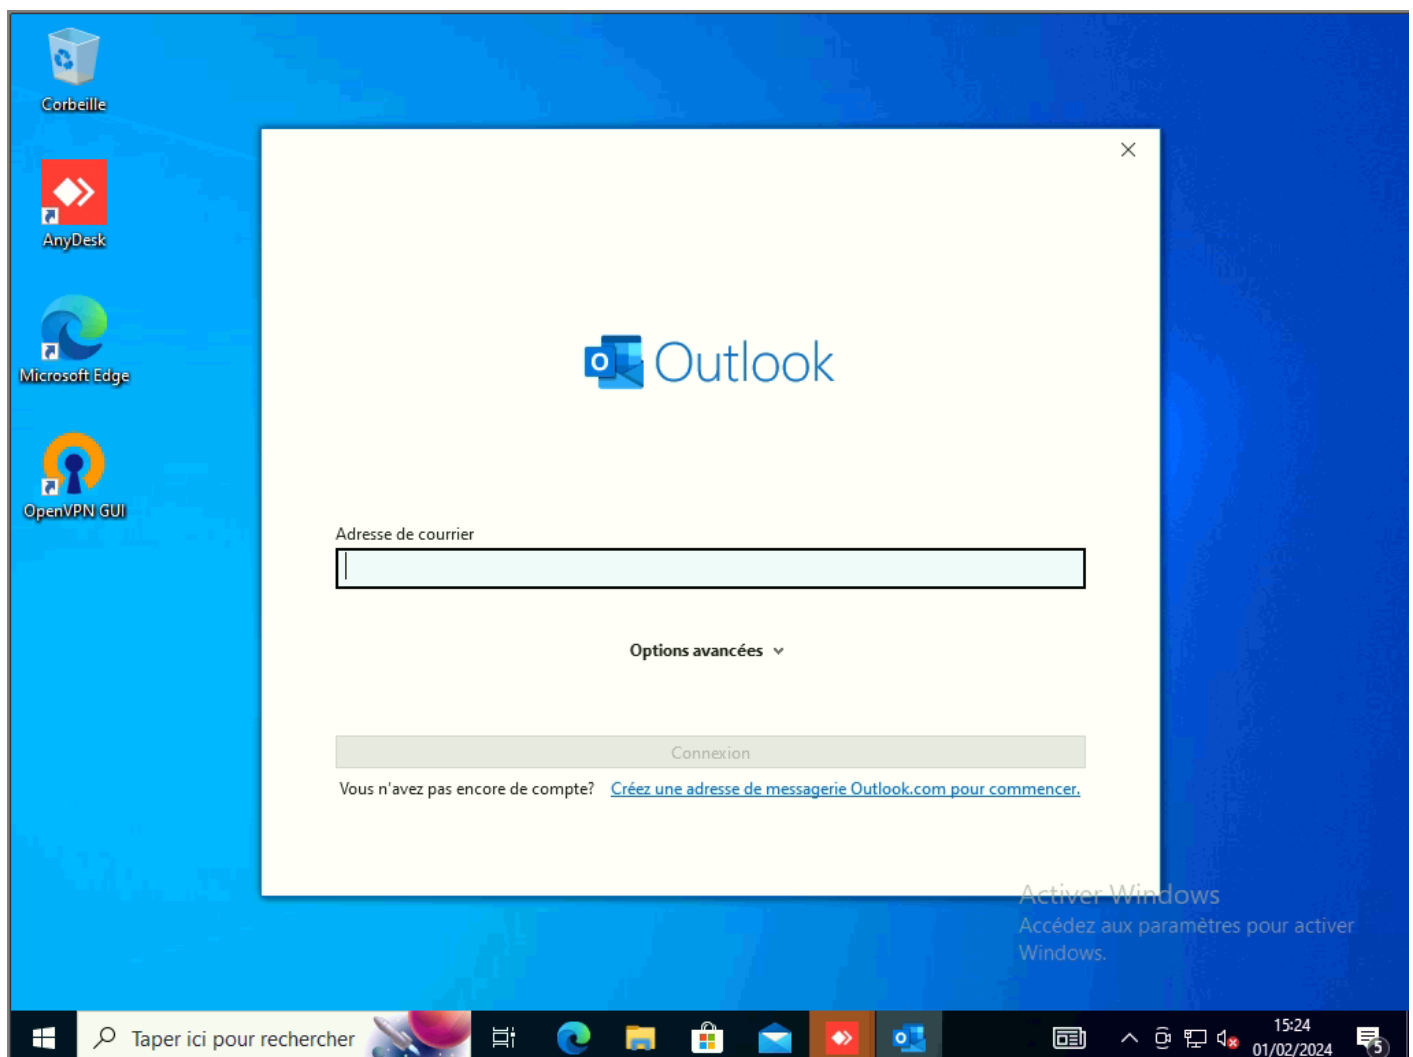 Corbeille
AnyDesk
Microsoft Edge
OpenVPN GUI
Outlook
Adresse de courrier
Options avancées
Connexion
Vous n'avez pas encore de compte? Créez une adresse de messagerie Outlook.com pour commencer.
Activer Windows
Accédez aux paramètres pour activer
Windows.
Taper ici pour rechercher
15:24
01/02/2024
5